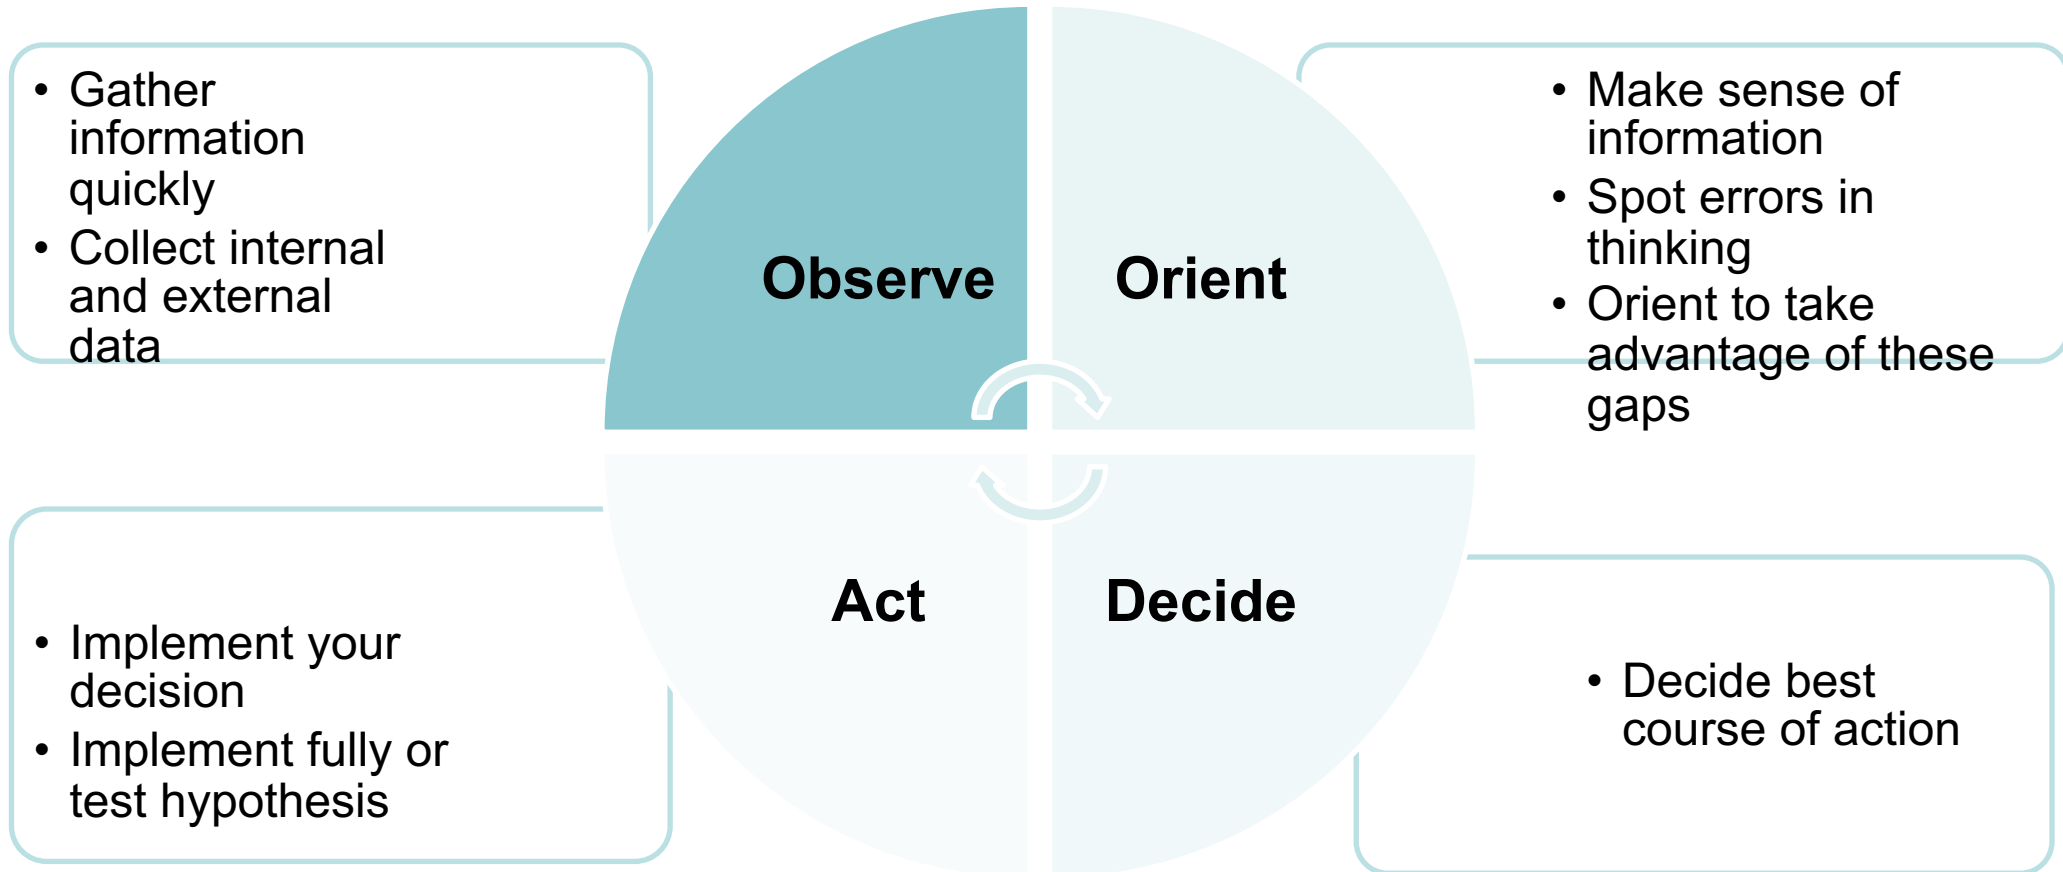 • Gather
information
quickly
• Collect internal
and external
data
Observe
Orient
• Make sense of
information
• Spot errors in
thinking
• Orient to take
advantage of these
gaps
• Implement your
decision
• Implement fully or
test hypothesis
Act
Decide
• Decide best
course of action